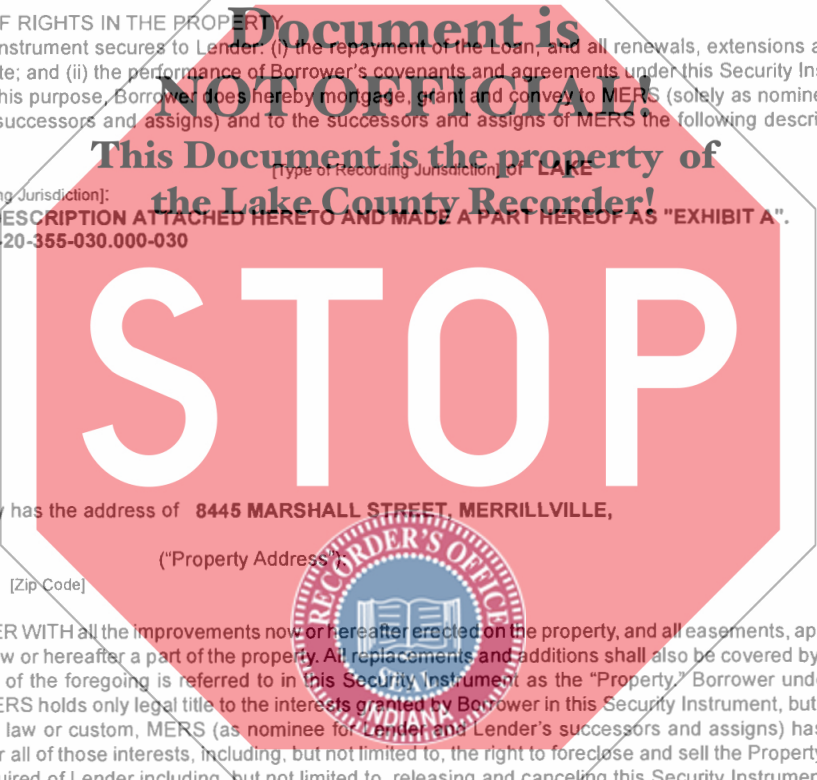 OF RIGHTS IN THE PROPERTY
Document is
nstrument secures to Lender: (i) the repayment of the Loan, and all renewals, extensions
te; and (ii) the performance of Borrower's covenants and agreements under this Security Ins
NOT OFFICIAL!
his purpose, Borrower does hereby mortgage, grant and convey to MERS (solely as nomine
successors and assigns) and to the successors and assigns of MERS the following descri
This Document is the property of
[Type of Recording Jurisdiction] of LAKE
the Lake County Recorder!
ng Jurisdiction]:
DESCRIPTION ATTACHED HERETO AND MADE A PART HEREOF AS "EXHIBIT A".
-20-355-030.000-030
STOP
y has the address of 8445 MARSHALL STREET, MERRILLVILLE,
("Property Address"):
[Zip Code]
RECORDER'S OFFICE
ER WITH all the improvements now or hereafter erected on the property, and all easements, ap
w or hereafter a part of the property. All replacements and additions shall also be covered by
of the foregoing is referred to in this Security Instrument as the "Property." Borrower und
SEAL
ERS holds only legal title to the interests granted by Borrower in this Security Instrument, but
INDIANA
law or custom, MERS (as nominee for Lender and Lender's successors and assigns) has
r all of those interests, including, but not limited to, the right to foreclose and sell the Property
uired of Lender including, but not limited to, releasing and canceling this Security Instrumen